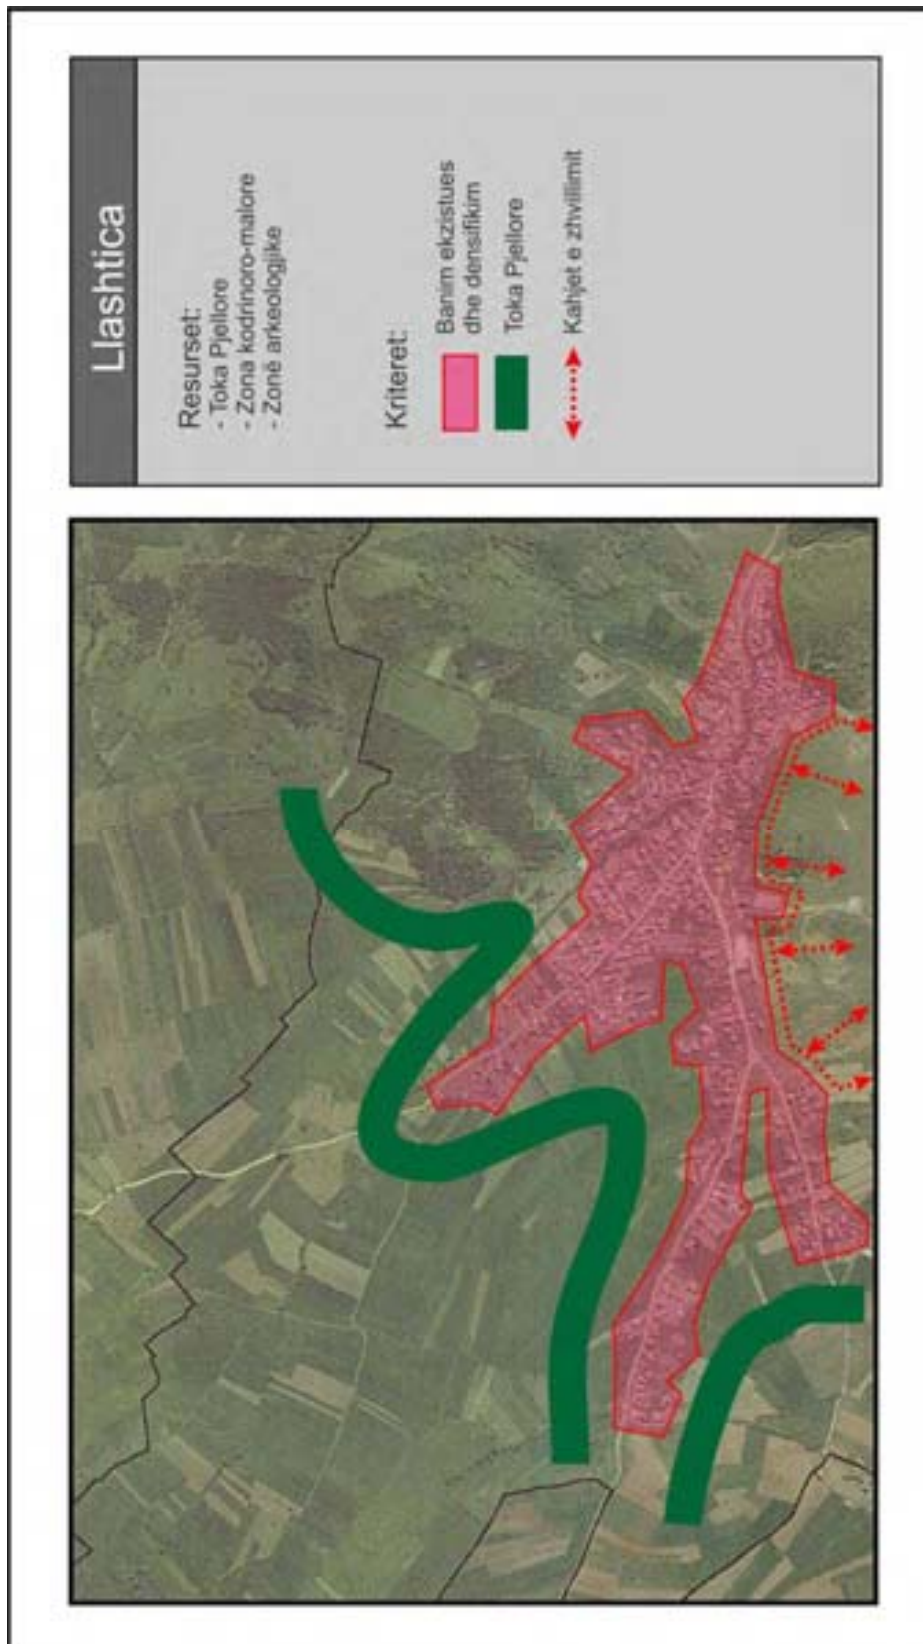 Llashtica
Resurset:
- Toka Pjellore
- Zona kodrinoro-malore
- Zonë arkeologjike
Kriteret:
Banim ekzistues
dhe densifikim
Toka Pjellore
Kahjet e zhvillimit